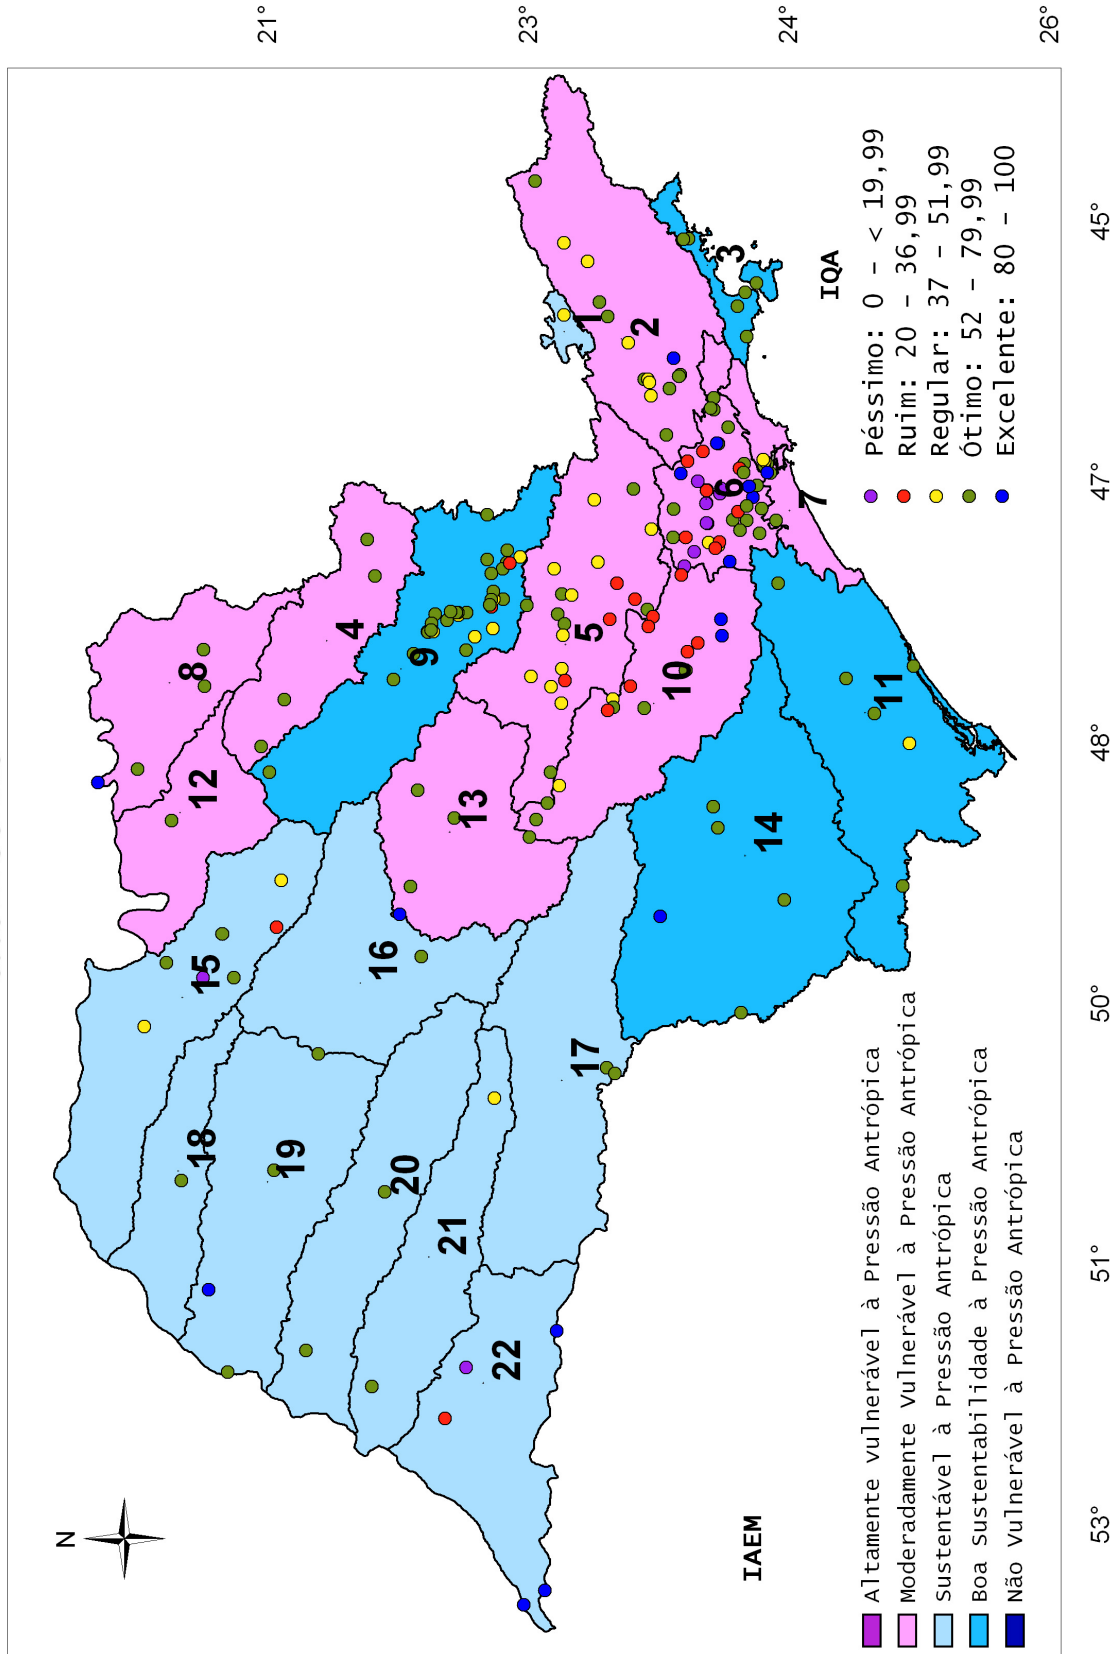 N
21°
23°
24°
26°
45°
47°
48°
50°
51°
53°
1
2
3
4
5
6
7
8
9
10
11
12
13
14
15
16
17
18
19
20
21
22
IAEM
Altamente vulnerável à Pressão Antrópica
Moderadamente Vulnerável à Pressão Antrópica
Sustentável à Pressão Antrópica
Boa Sustentabilidade à Pressão Antrópica
Não Vulnerável à Pressão Antrópica
IQA
Péssimo: 0 - < 19,99
Ruim: 20 - 36,99
Regular: 37 - 51,99
Ótimo: 52 - 79,99
Excelente: 80 - 100